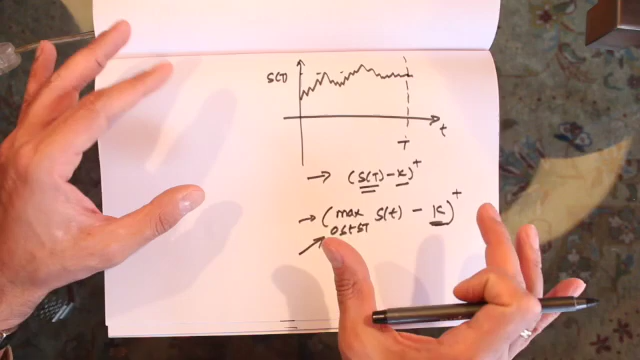 S(T)
t
T
→ (S(T) - K)⁺
→ (max S(t) - K)⁺
0≤t≤T